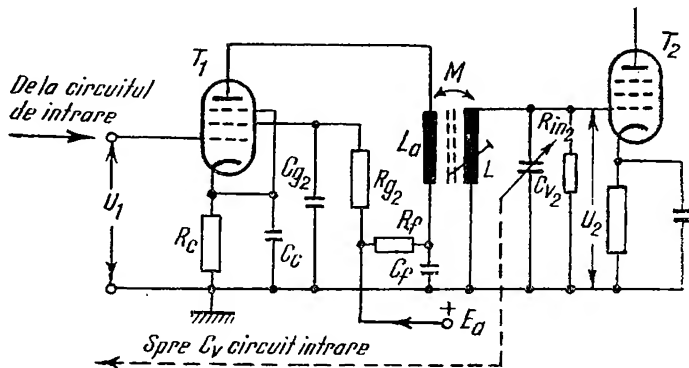 T1
M
T2
De la circuitul
de intrare
U1
Rc
Cc
Cg2
Rg2
Rf
Cf
La
L
Cv2
Rin2
U2
+
Ea
Spre Cv circuit intrare